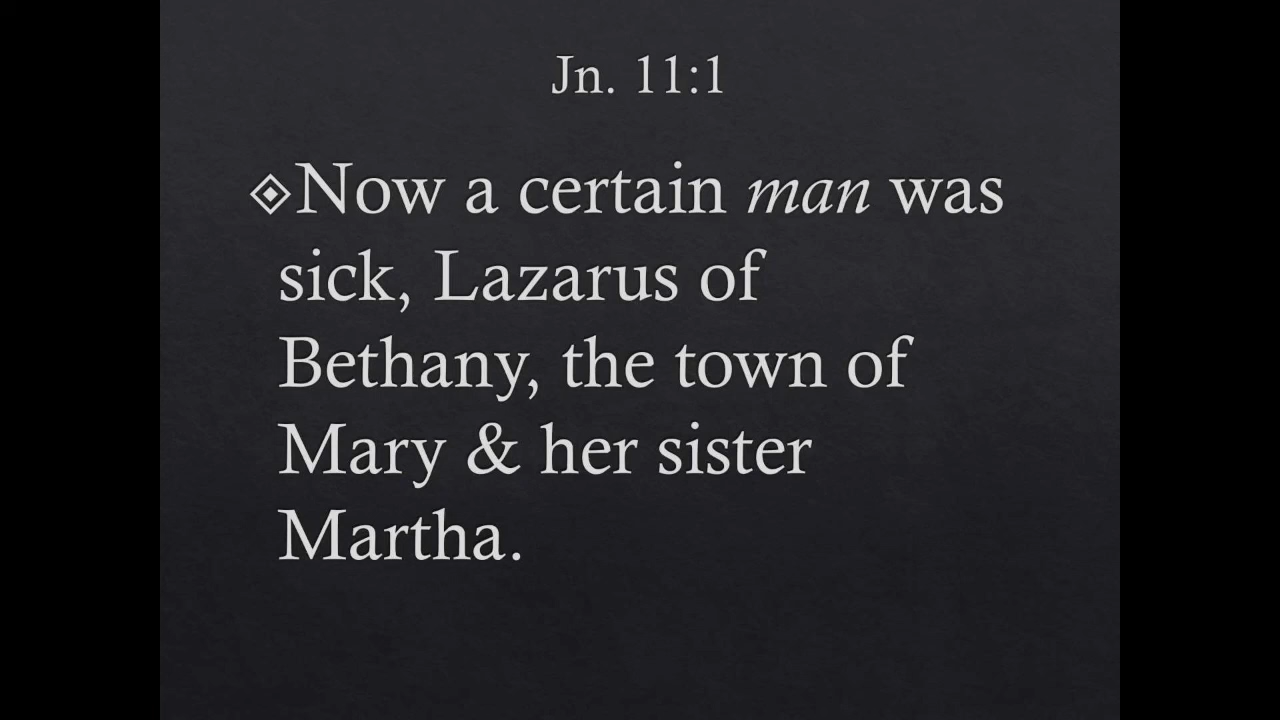 Jn. 11:1
Now a certain man was
sick, Lazarus of
Bethany, the town of
Mary & her sister
Martha.